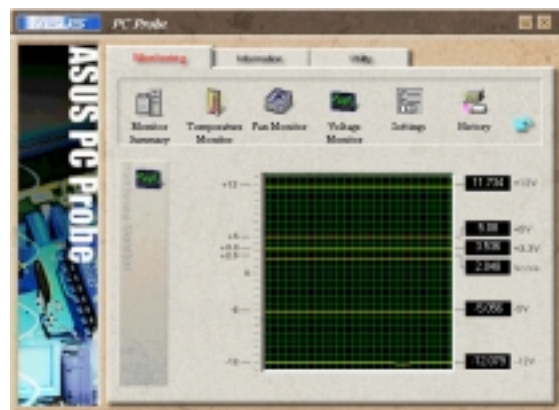 ASUS PC Probe
Monitoring Information Utility
Monitor Summary
Temperature Monitor
Fan Monitor
Voltage Monitor
Settings
History
ASUS PC Probe
+12
0
11.734 +12V
5.08 +5V
3.536 +3.3V
2.048 Vcore
-5.056 -5V
-12.079 -12V